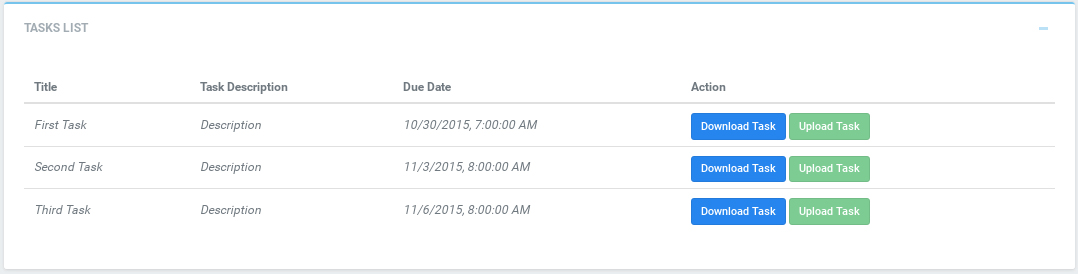 TASKS LIST
Title Task Description Due Date Action
First Task Description 10/30/2015, 7:00:00 AM Download Task Upload Task
Second Task Description 11/3/2015, 8:00:00 AM Download Task Upload Task
Third Task Description 11/6/2015, 8:00:00 AM Download Task Upload Task